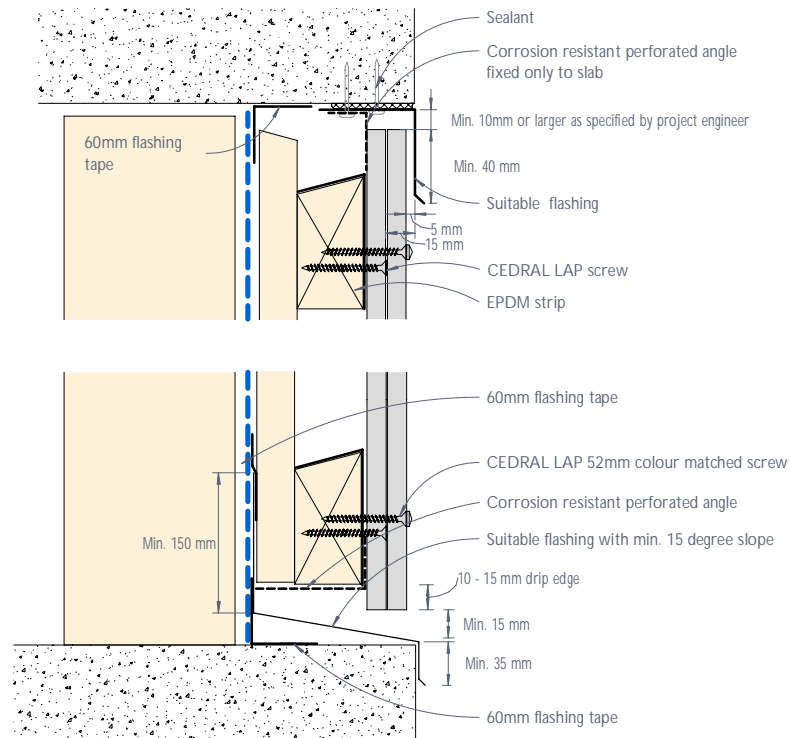 Sealant
Corrosion resistant perforated angle
fixed only to slab
Min. 10mm or larger as specified by project engineer
60mm flashing
tape
Min. 40 mm
Suitable flashing
5 mm
15 mm
CEDRAL LAP screw
EPDM strip
60mm flashing tape
CEDRAL LAP 52mm colour matched screw
Corrosion resistant perforated angle
Min. 150 mm
Suitable flashing with min. 15 degree slope
10 - 15 mm drip edge
Min. 15 mm
Min. 35 mm
60mm flashing tape